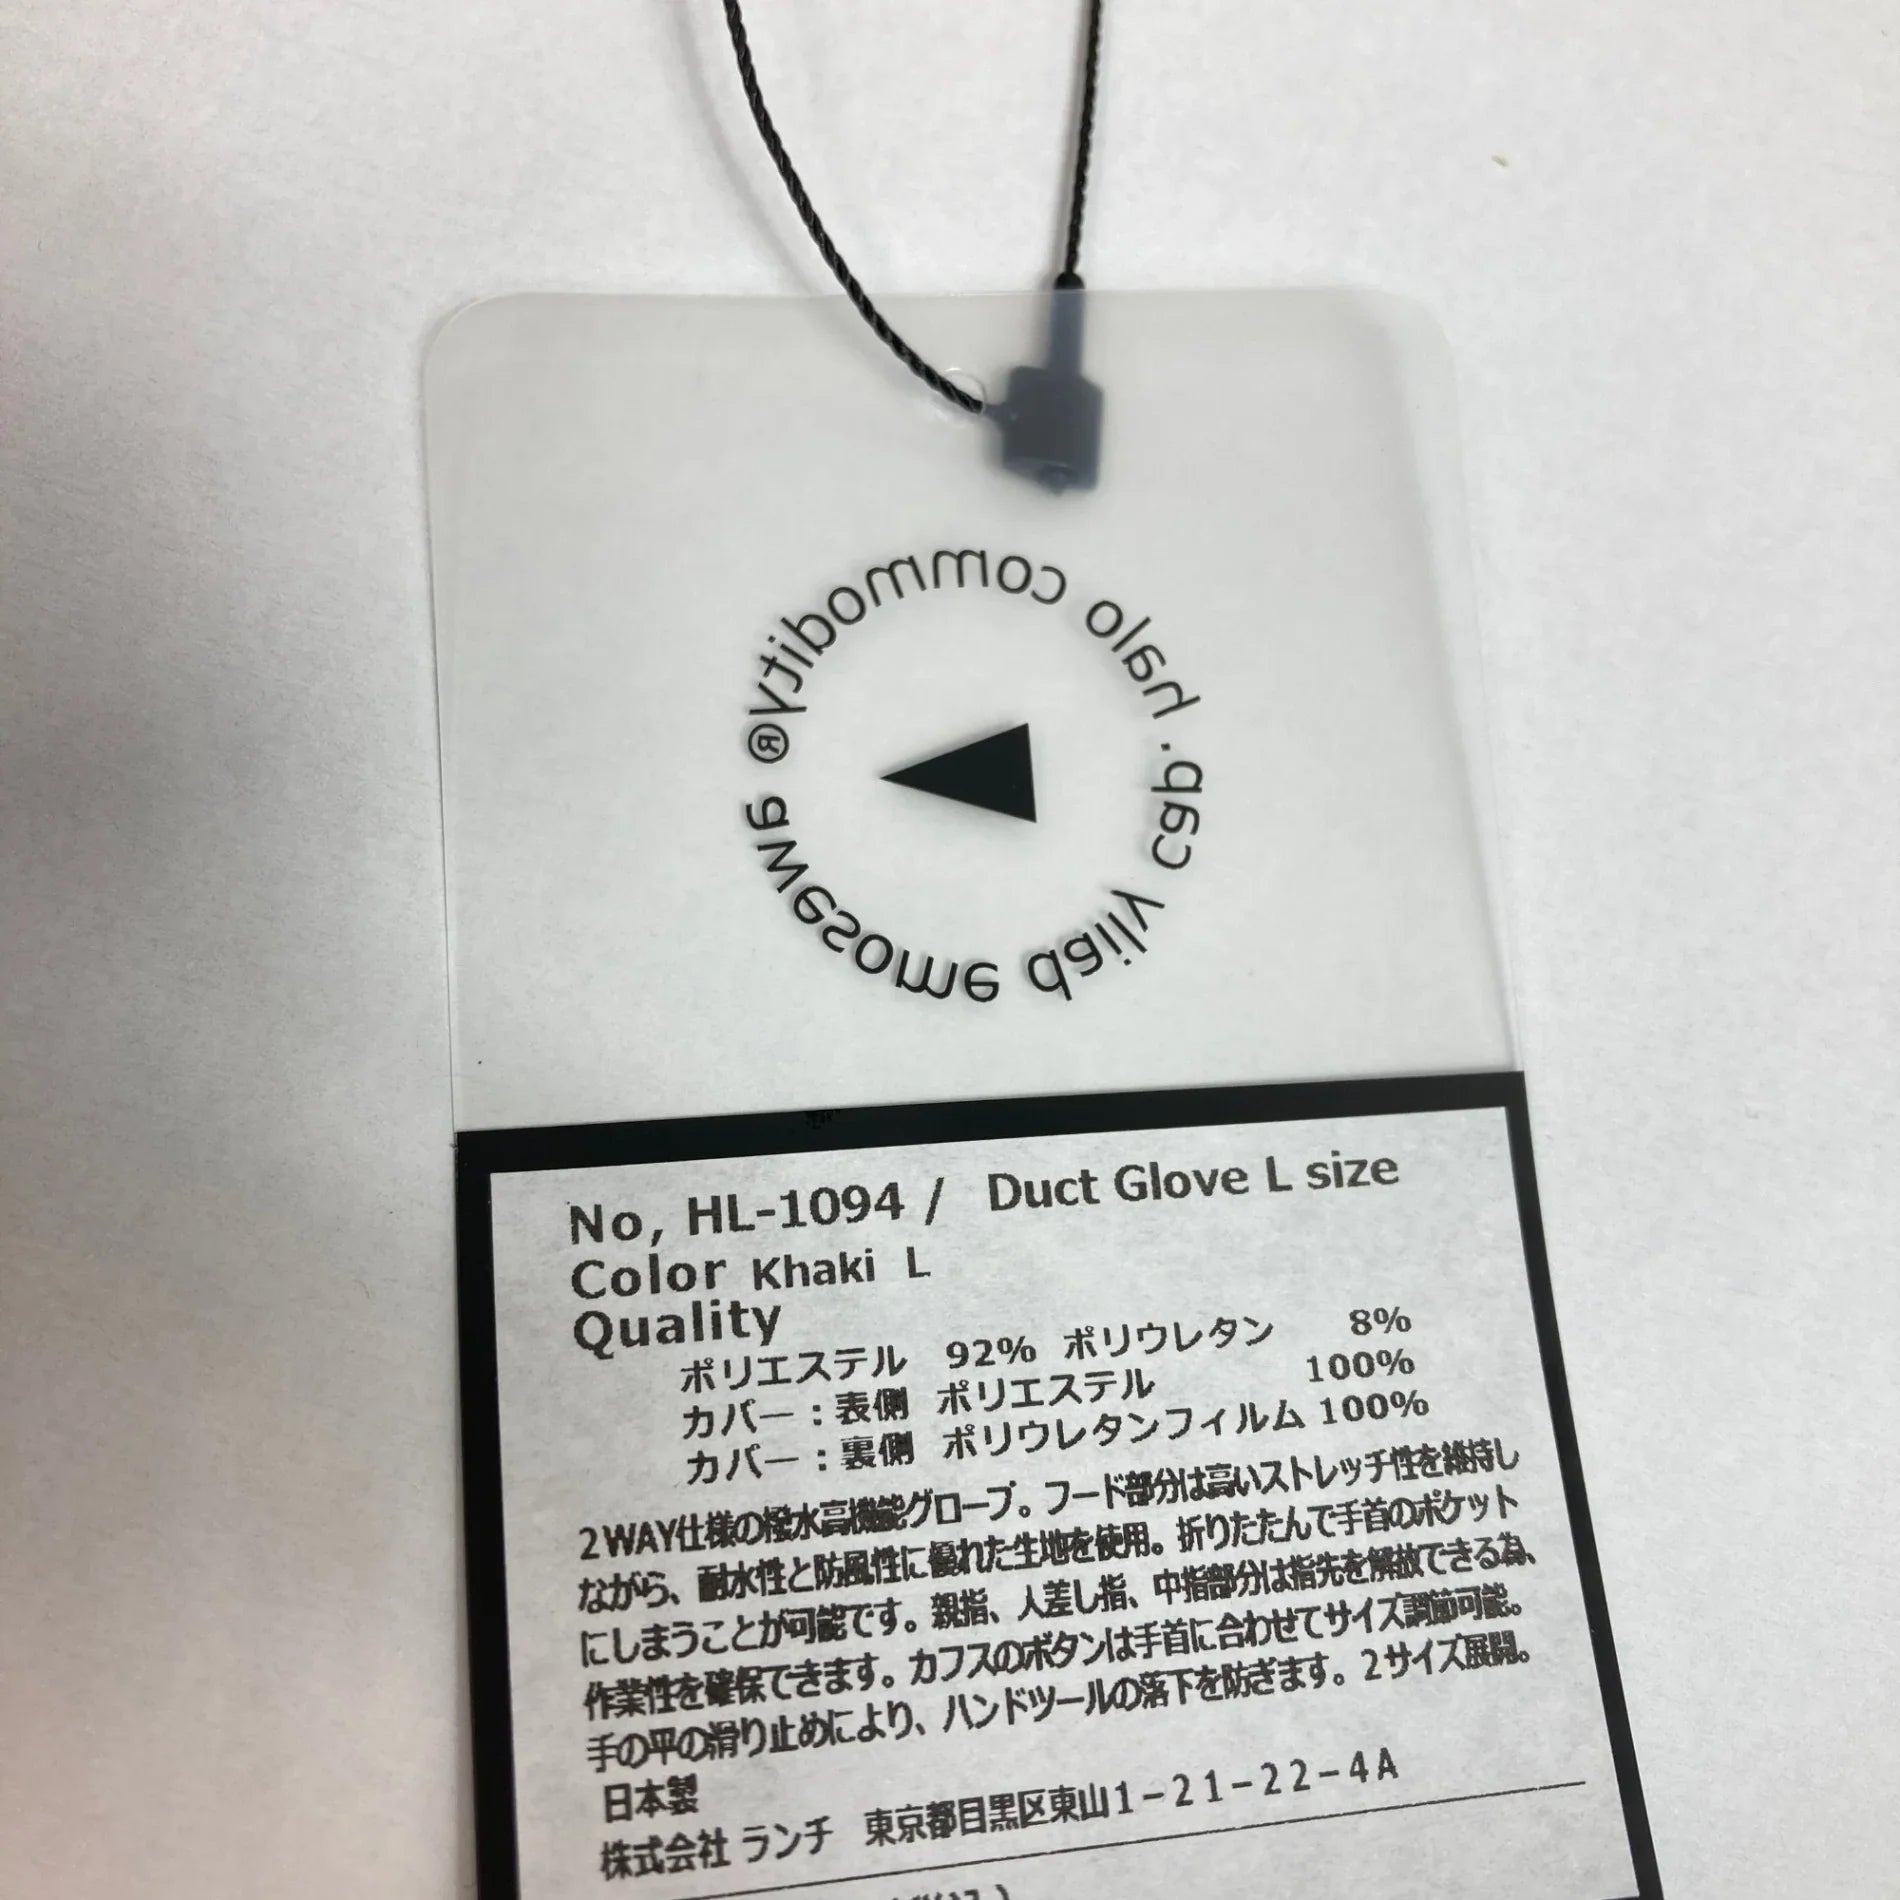 halo commodity® awesome daily cgb.
No, HL-1094 / Duct Glove L size
Color Khaki L
Quality
ポリエステル 92% ポリウレタン 8%
カバー：表側 ポリエステル 100%
カバー：裏側 ポリウレタンフィルム 100%
2WAY仕様の撥水高機能グローブ。フード部分は高いストレッチ性を維持し
ながら、耐水性と防風性に優れた生地を使用。折りたたんで手首のポケット
にしまうことが可能です。親指、人差し指、中指部分は指先を解放できる為、
作業性を確保できます。カフスのボタンは手首に合わせてサイズ調節可能。
手の平の滑り止めにより、ハンドツールの落下を防ぎます。2サイズ展開。
日本製
株式会社 ランチ 東京都目黒区東山1-21-22-4A